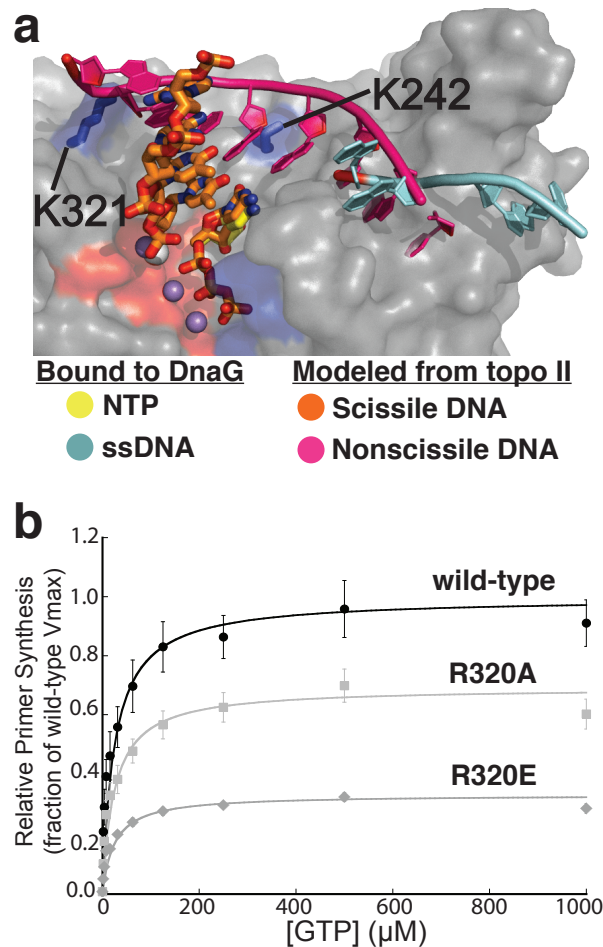 a
K242
K321
Bound to DnaG
Modeled from topo II
NTP
Scissile DNA
ssDNA
Nonscissile DNA
b
Relative Primer Synthesis
(fraction of wild-type Vmax)
1.2
1.0
0.8
0.6
0.4
0.2
0.0
wild-type
R320A
R320E
0
200
400
600
800
1000
[GTP] (µM)